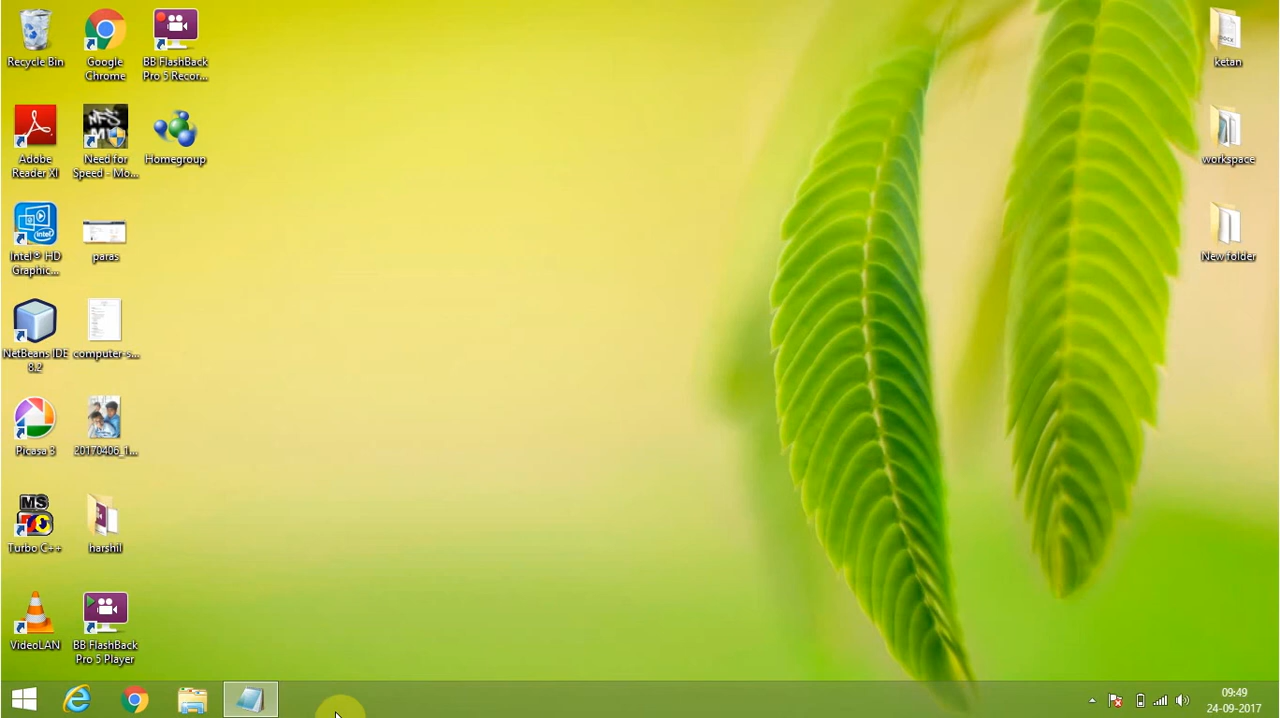 Recycle Bin
Google
Chrome
BB FlashBack
Pro 5 Recor...
Adobe
Reader XI
Need for
Speed - Mo...
Homegroup
Intel® HD
Graphic...
paras
NetBeans IDE
8.2
computer-s...
Picasa 3
20170406_1...
MS
Turbo C++
harshil
VideoLAN
BB FlashBack
Pro 5 Player
ketan
workspace
New folder
09:49
24-09-2017